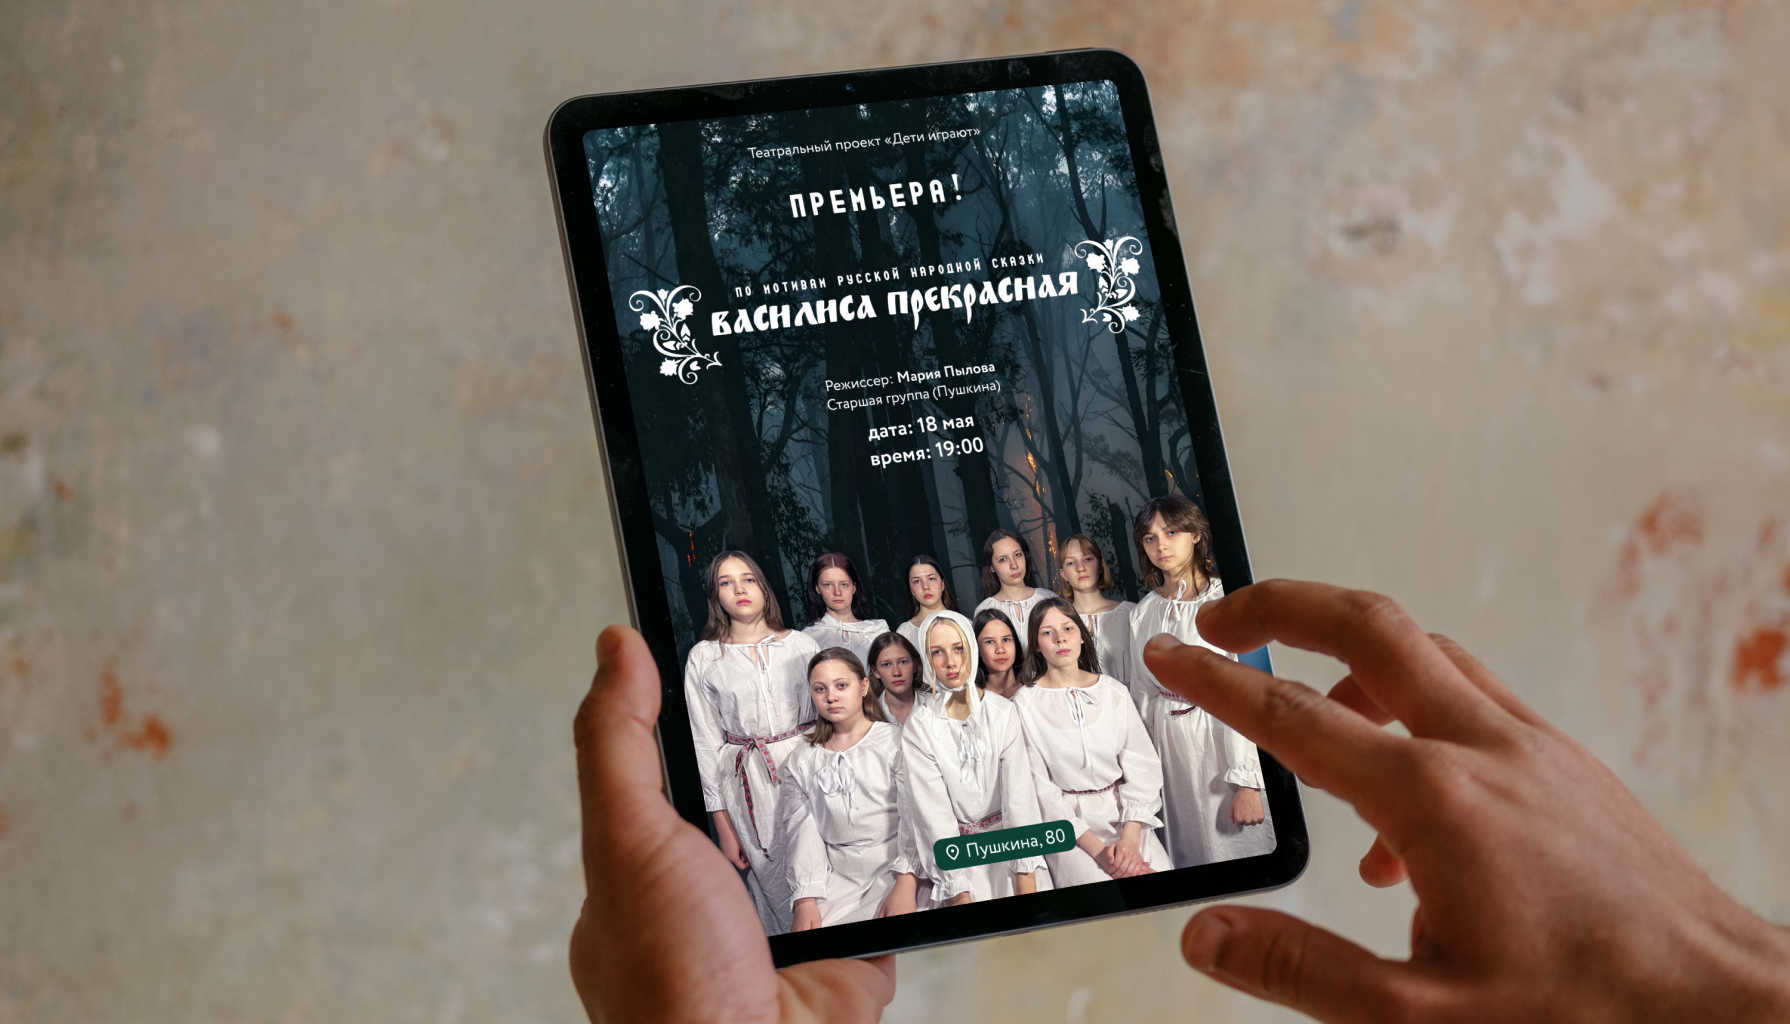 Театральный проект «Дети играют»
ПРЕМЬЕРА!
ПО МОТИВАМ РУССКОЙ НАРОДНОЙ СКАЗКИ
ВАСИЛИСА ПРЕКРАСНАЯ
Режиссер: Мария Пылова
Старшая группа (Пушкина)
дата: 18 мая
время: 19:00
Пушкина, 80